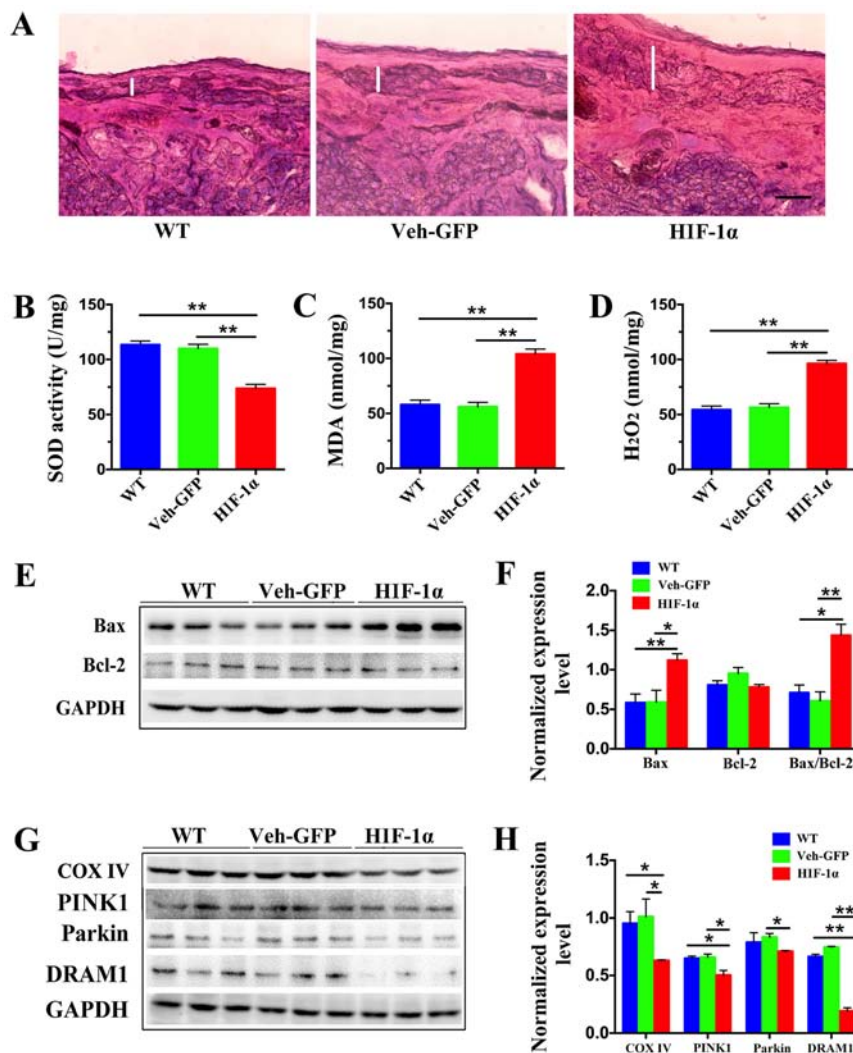 A
WT
Veh-GFP
HIF-1α
B
SOD activity (U/mg)
150
100
50
0
**
**
WT
Veh-GFP
HIF-1α
C
MDA (nmol/mg)
150
100
50
0
**
**
WT
Veh-GFP
HIF-1α
D
H₂O₂ (nmol/mg)
150
100
50
0
**
**
WT
Veh-GFP
HIF-1α
E
WT Veh-GFP HIF-1α
Bax
Bcl-2
GAPDH
F
Normalized expression
level
2.0
1.5
1.0
0.5
0.0
WT
Veh-GFP
HIF-1α
**
*
**
*
Bax Bcl-2 Bax/Bcl-2
G
WT Veh-GFP HIF-1α
COX IV
PINK1
Parkin
DRAM1
GAPDH
H
Normalized expression
level
1.5
1.0
0.5
0.0
WT
Veh-GFP
HIF-1α
*
*
*
*
*
**
**
COX IV PINK1 Parkin DRAM1